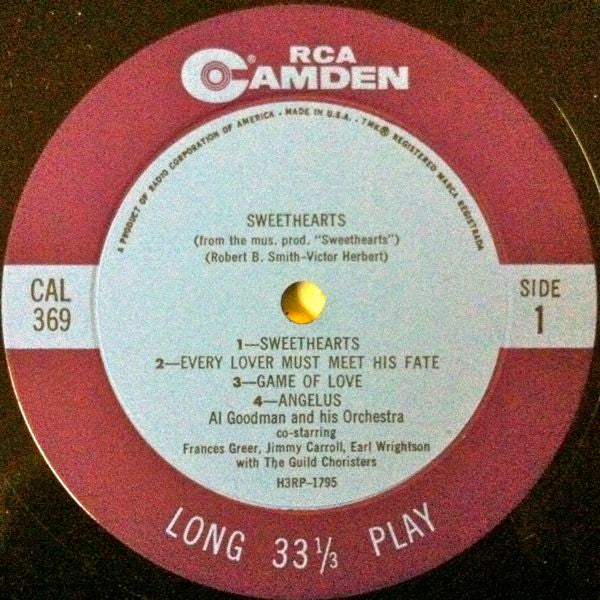 RCA
CAMDEN
A PRODUCT OF RADIO CORPORATION OF AMERICA - MADE IN U.S.A. - TMK ® REGISTERED MARCA REGISTRADA
SWEETHEARTS
(from the mus. prod. "Sweethearts")
(Robert B. Smith-Victor Herbert)
CAL
369
SIDE
1
1—SWEETHEARTS
2—EVERY LOVER MUST MEET HIS FATE
3—GAME OF LOVE
4—ANGELUS
Al Goodman and his Orchestra
co-starring
Frances Greer, Jimmy Carroll, Earl Wrightson
with The Guild Choristers
H3RP-1795
LONG 33⅓ PLAY